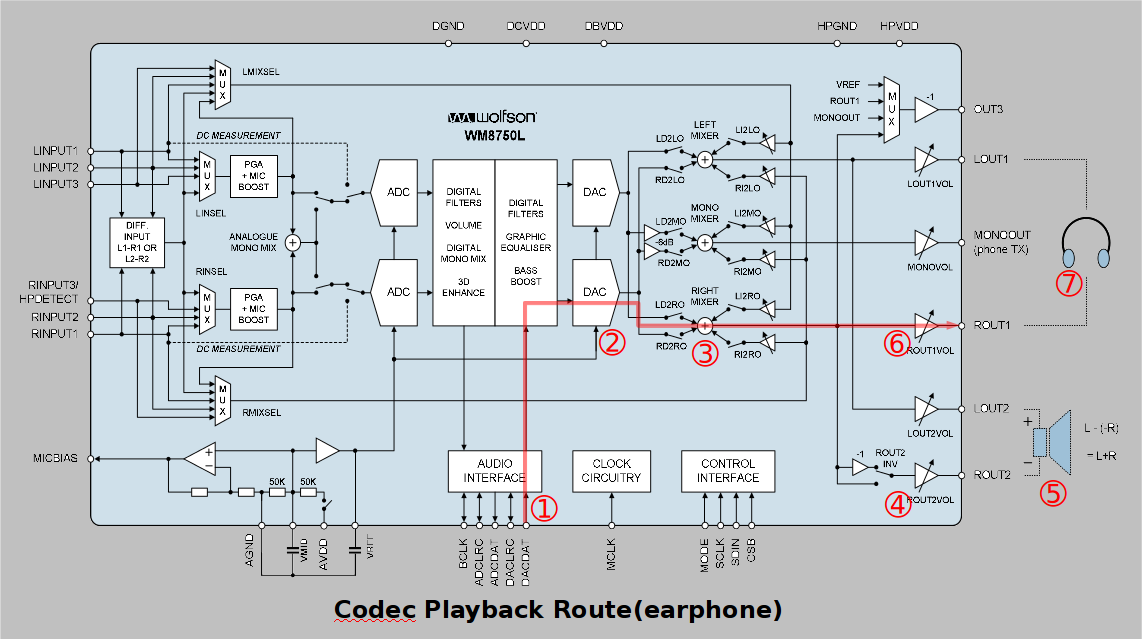 DGND
DCVDD
DBVDD
HPGND
HPVDD
MUX
LMIXSEL
wolfson
WM8750L
VREF
ROUT1
MONOOUT
MUX
-1
OUT3
DC MEASUREMENT
LINPUT1
LINPUT2
LINPUT3
MUX
LINSEL
PGA
+ MIC
BOOST
ADC
DIGITAL
FILTERS
VOLUME
DIGITAL
MONO MIX
3D
ENHANCE
DIGITAL
FILTERS
GRAPHIC
EQUALISER
BASS
BOOST
DAC
LD2LO
RD2LO
LEFT
MIXER
+
LI2LO
RI2LO
LOUT1
LOUT1VOL
DIFF.
INPUT
L1-R1 OR
L2-R2
ANALOGUE
MONO MIX
+
LD2MO
-6dB
RD2MO
MONO
MIXER
+
LI2MO
RI2MO
MONOOUT
(phone TX)
MONOVOL
RINSEL
RINPUT3/
HPDETECT
RINPUT2
RINPUT1
MUX
PGA
+ MIC
BOOST
ADC
DAC
LD2RO
RD2RO
RIGHT
MIXER
+
LI2RO
RI2RO
ROUT1
ROUT1VOL
②
③
⑥
⑦
DC MEASUREMENT
MUX
RMIXSEL
LOUT2
LOUT2VOL
+
−
L - (-R)
= L+R
MICBIAS
+
−
50K
50K
AUDIO
INTERFACE
CLOCK
CIRCUITRY
CONTROL
INTERFACE
-1
ROUT2
INV
ROUT2
ROUT2VOL
①
④
⑤
AGND
VMID
AVDD
VREF
BCLK
ADCLRC
ADCDAT
DACLRC
DACDAT
MCLK
MODE
SCLK
SDIN
CSB
Codec Playback Route(earphone)